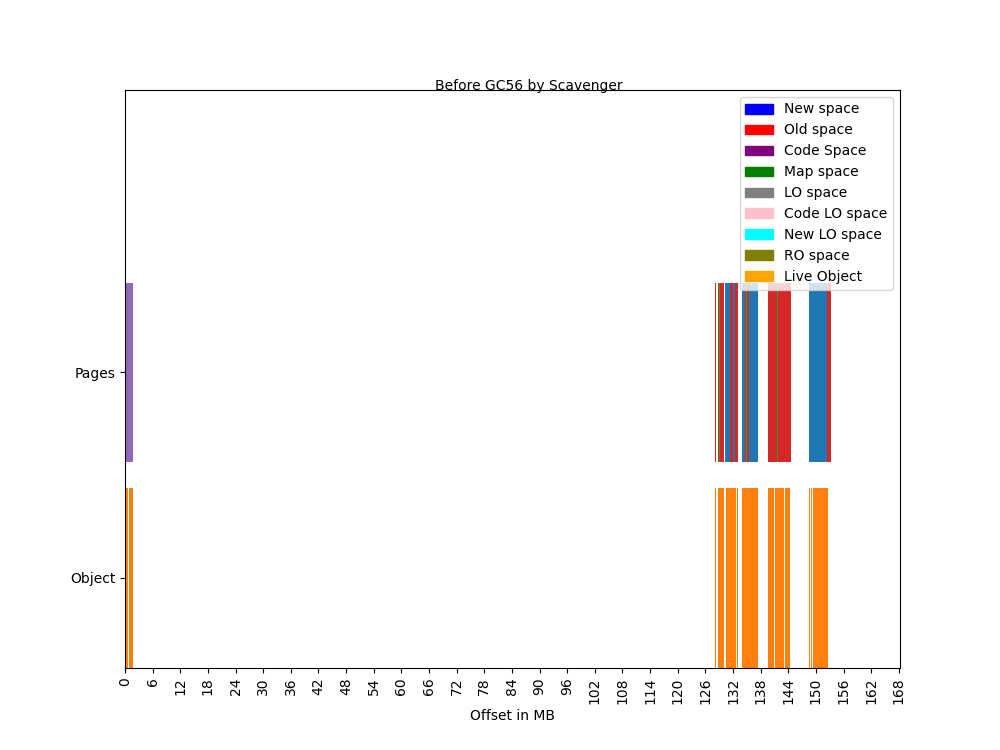 Before GC56 by Scavenger
New space
Old space
Code Space
Map space
LO space
Code LO space
New LO space
RO space
Live Object
Pages
Object
0 6 12 18 24 30 36 42 48 54 60 66 72 78 84 90 96 102 108 114 120 126 132 138 144 150 156 162 168
Offset in MB